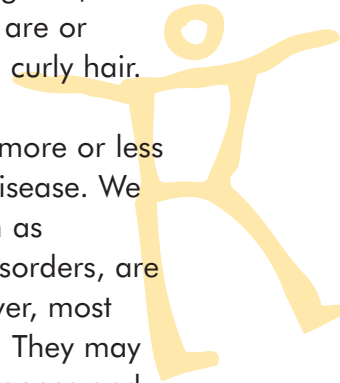 are or
curly hair.
more or less
isease. We
as
sorders, are
ver, most
They may